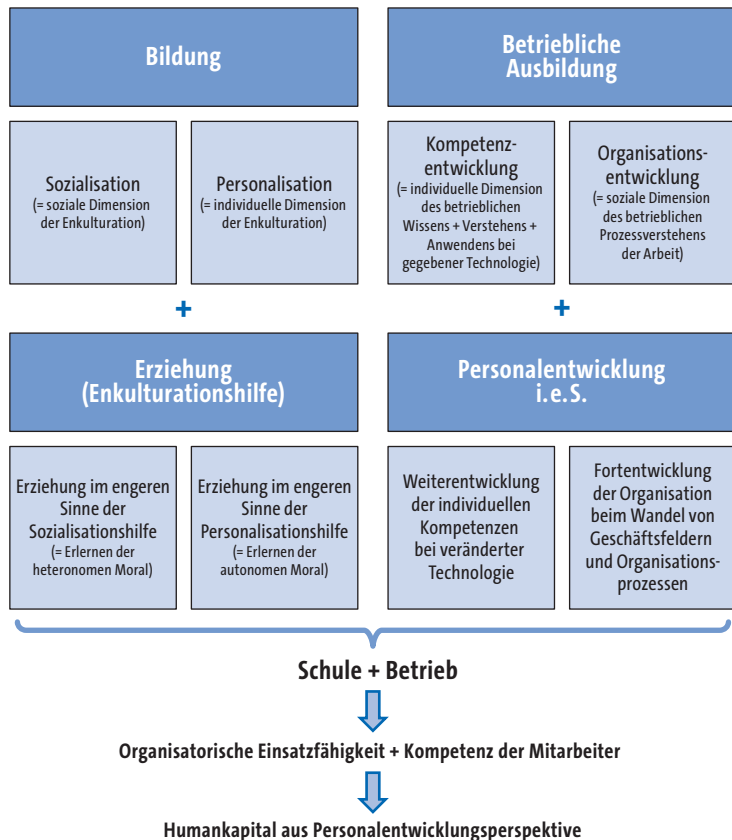 Bildung
Betriebliche
Ausbildung
Sozialisation
(= soziale Dimension
der Enkulturation)
Personalisation
(= individuelle Dimension
der Enkulturation)
Kompetenz-
entwicklung
(= individuelle Dimension
des betrieblichen
Wissens + Verstehens +
Anwendens bei
gegebener Technologie)
Organisations-
entwicklung
(= soziale Dimension
des betrieblichen
Prozessverstehens
der Arbeit)
+
+
Erziehung
(Enkulturationshilfe)
Personalentwicklung
i.e.S.
Erziehung im engeren
Sinne der
Sozialisationshilfe
(= Erlernen der
heteronomen Moral)
Erziehung im engeren
Sinne der
Personalisationshilfe
(= Erlernen der
autonomen Moral)
Weiterentwicklung
der individuellen
Kompetenzen
bei veränderter
Technologie
Fortentwicklung
der Organisation
beim Wandel von
Geschäftsfeldern
und Organisations-
prozessen
Schule + Betrieb
Organisatorische Einsatzfähigkeit + Kompetenz der Mitarbeiter
Humankapital aus Personalentwicklungsperspektive